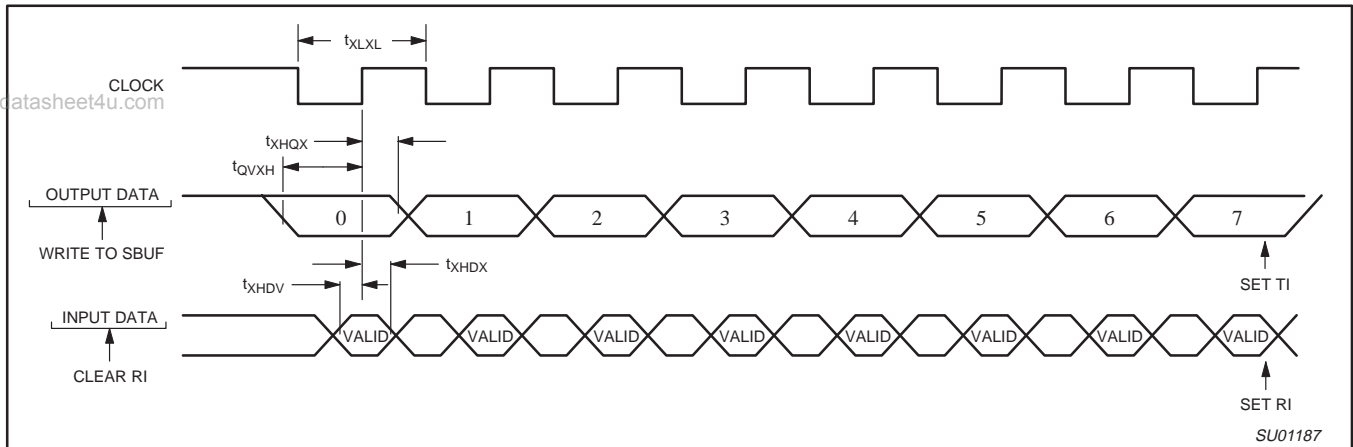 tXLXL
CLOCK
datasheet4u.com
tXHQX
tQVXH
OUTPUT DATA
0 1 2 3 4 5 6 7
WRITE TO SBUF
tXHDX
tXHDV
SET TI
INPUT DATA
VALID VALID VALID VALID VALID VALID VALID VALID
CLEAR RI
SET RI
SU01187